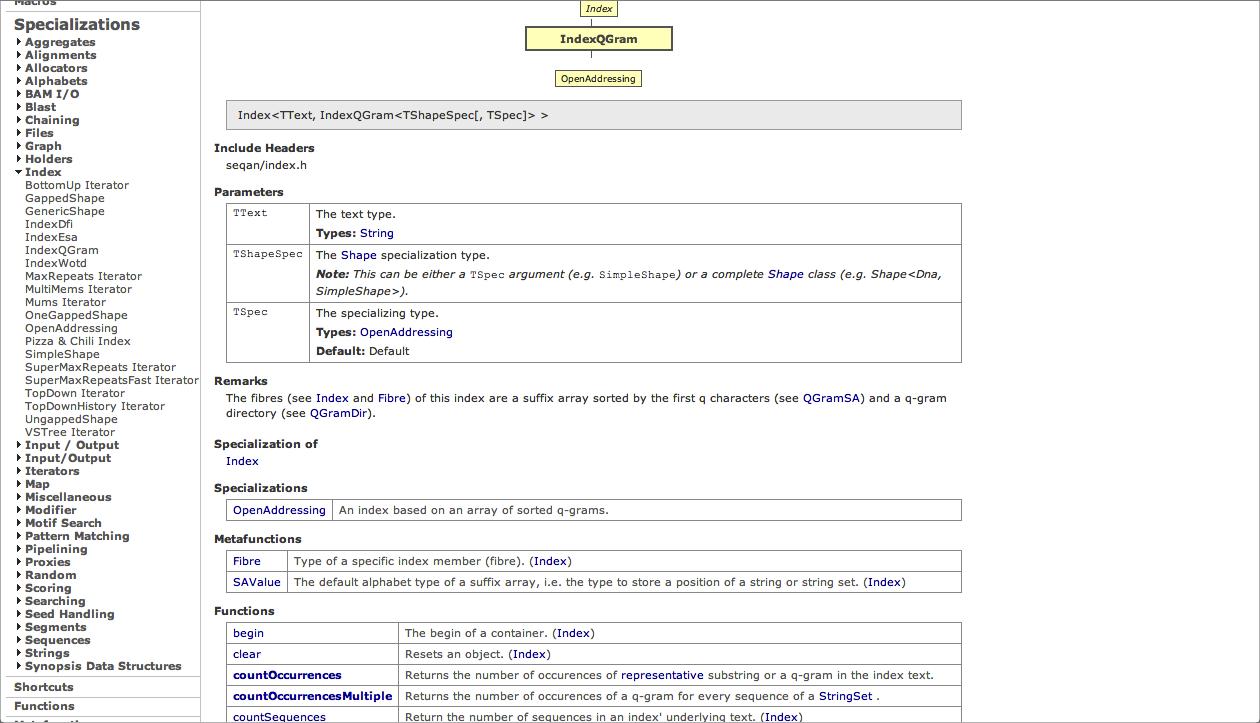 Macros
Specializations
Aggregates
Alignments
Allocators
Alphabets
BAM I/O
Blast
Chaining
Files
Graph
Holders
Index
BottomUp Iterator
GappedShape
GenericShape
IndexDfi
IndexEsa
IndexQGram
IndexWotd
MaxRepeats Iterator
MultiMems Iterator
Mums Iterator
OneGappedShape
OpenAddressing
Pizza & Chili Index
SimpleShape
SuperMaxRepeats Iterator
SuperMaxRepeatsFast Iterator
TopDown Iterator
TopDownHistory Iterator
UngappedShape
VSTree Iterator
Input / Output
Input/Output
Iterators
Map
Miscellaneous
Modifier
Motif Search
Pattern Matching
Pipelining
Proxies
Random
Scoring
Searching
Seed Handling
Segments
Sequences
Strings
Synopsis Data Structures
Shortcuts
Functions
Index
IndexQGram
OpenAddressing
Index<TText, IndexQGram<TShapeSpec[, TSpec]> >
Include Headers
seqan/index.h
Parameters
TText The text type.
Types: String
TShapeSpec The Shape specialization type.
Note: This can be either a TSpec argument (e.g. SimpleShape) or a complete Shape class (e.g. Shape<Dna,
SimpleShape>).
TSpec The specializing type.
Types: OpenAddressing
Default: Default
Remarks
The fibres (see Index and Fibre) of this index are a suffix array sorted by the first q characters (see QGramSA) and a q-gram
directory (see QGramDir).
Specialization of
Index
Specializations
OpenAddressing An index based on an array of sorted q-grams.
Metafunctions
Fibre Type of a specific index member (fibre). (Index)
SAValue The default alphabet type of a suffix array, i.e. the type to store a position of a string or string set. (Index)
Functions
begin The begin of a container. (Index)
clear Resets an object. (Index)
countOccurrences Returns the number of occurences of representative substring or a q-gram in the index text.
countOccurrencesMultiple Returns the number of occurences of a q-gram for every sequence of a StringSet .
countSequences Return the number of sequences in an index' underlying text. (Index)